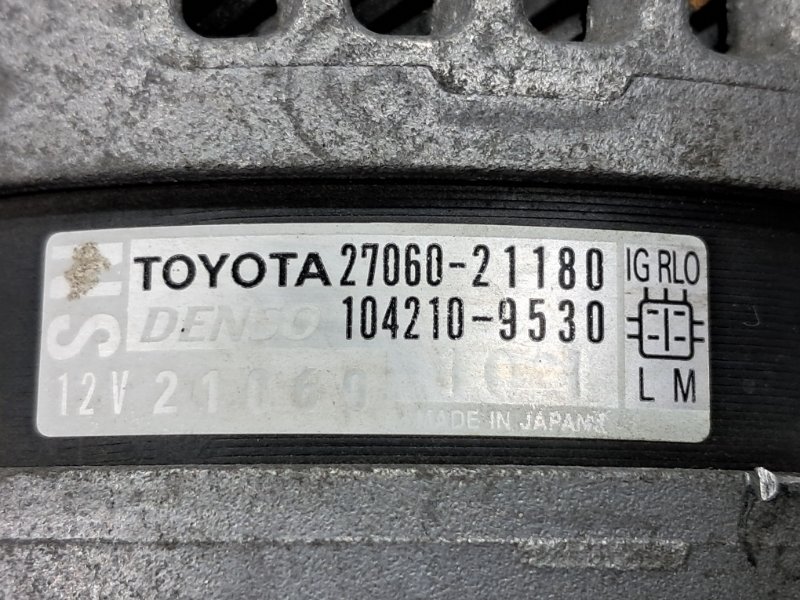 TOYOTA 27060-21180
DENSO 104210-9530
12V
MADE IN JAPAN
IG RLO
L M